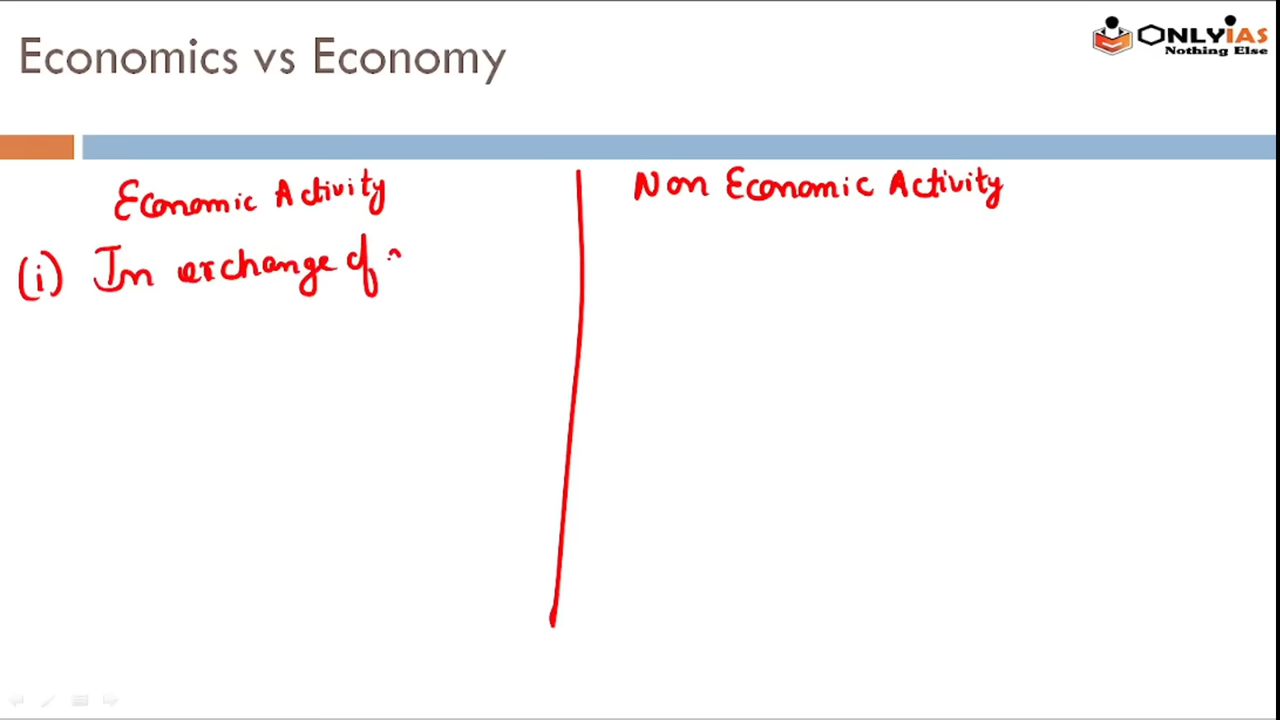 Economics vs Economy
ONLYIAS
Nothing Else
Economic Activity
Non Economic Activity
(i) In exchange of